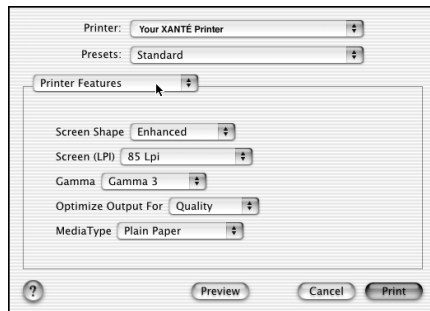 Printer: Your XANTÉ Printer
Presets: Standard
Printer Features
Screen Shape Enhanced
Screen (LPI) 85 Lpi
Gamma Gamma 3
Optimize Output For Quality
MediaType Plain Paper
? Preview Cancel Print